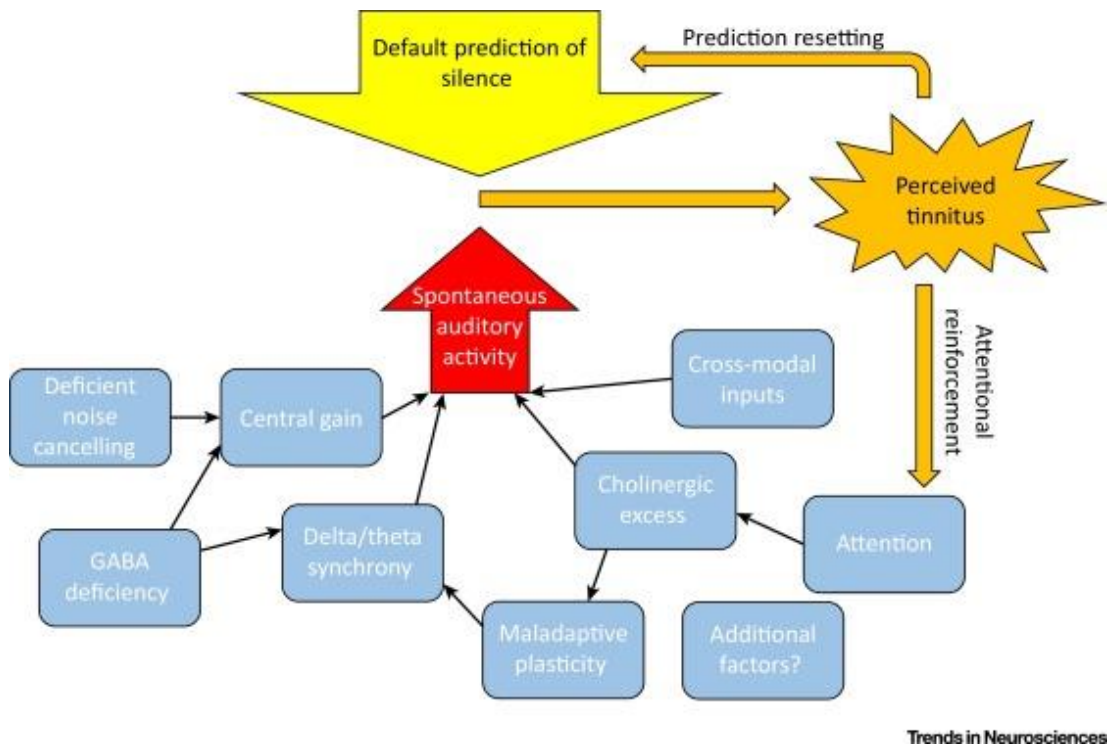 Default prediction of
silence
Prediction resetting
Perceived
tinnitus
Spontaneous
auditory
activity
Attentional
reinforcement
Cross-modal
inputs
Deficient
noise
cancelling
Central gain
Cholinergic
excess
Delta/theta
synchrony
Attention
GABA
deficiency
Maladaptive
plasticity
Additional
factors?
Trends in Neurosciences